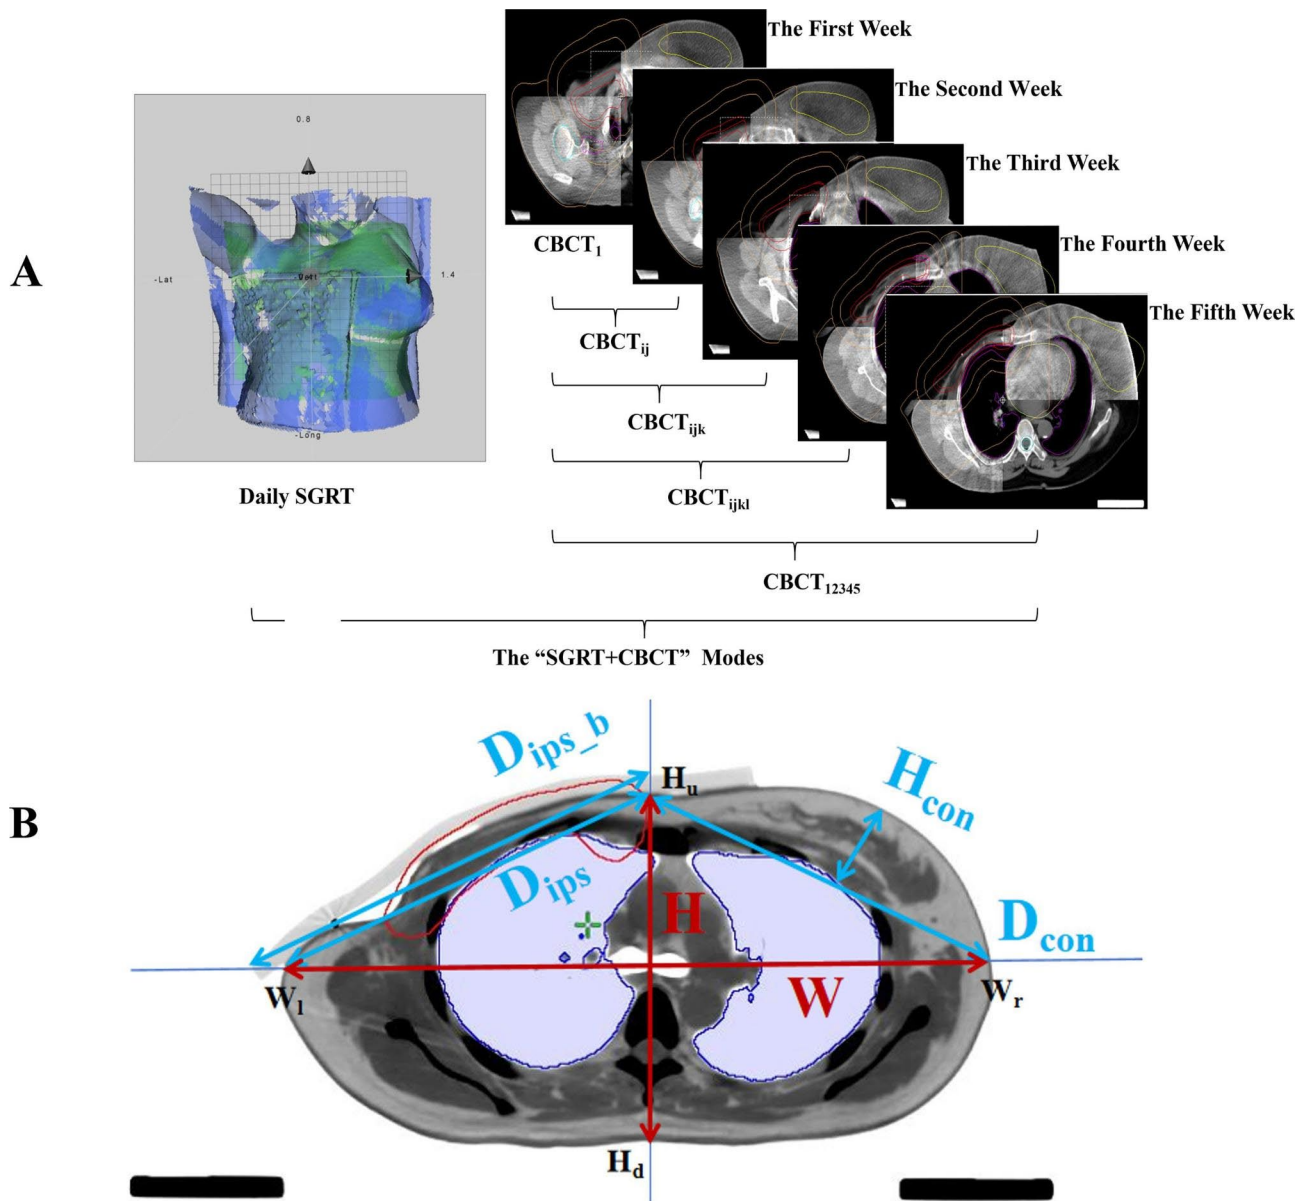 The First Week
The Second Week
The Third Week
The Fourth Week
The Fifth Week
A
0.8
-Lat
1.4
-Long
Daily SGRT
CBCT1
CBCTij
CBCTijk
CBCTijkl
CBCT12345
The “SGRT+CBCT” Modes
B
Dips_b
Hu
Hcon
Dips
H
Dcon
W
Wl
Wr
Hd